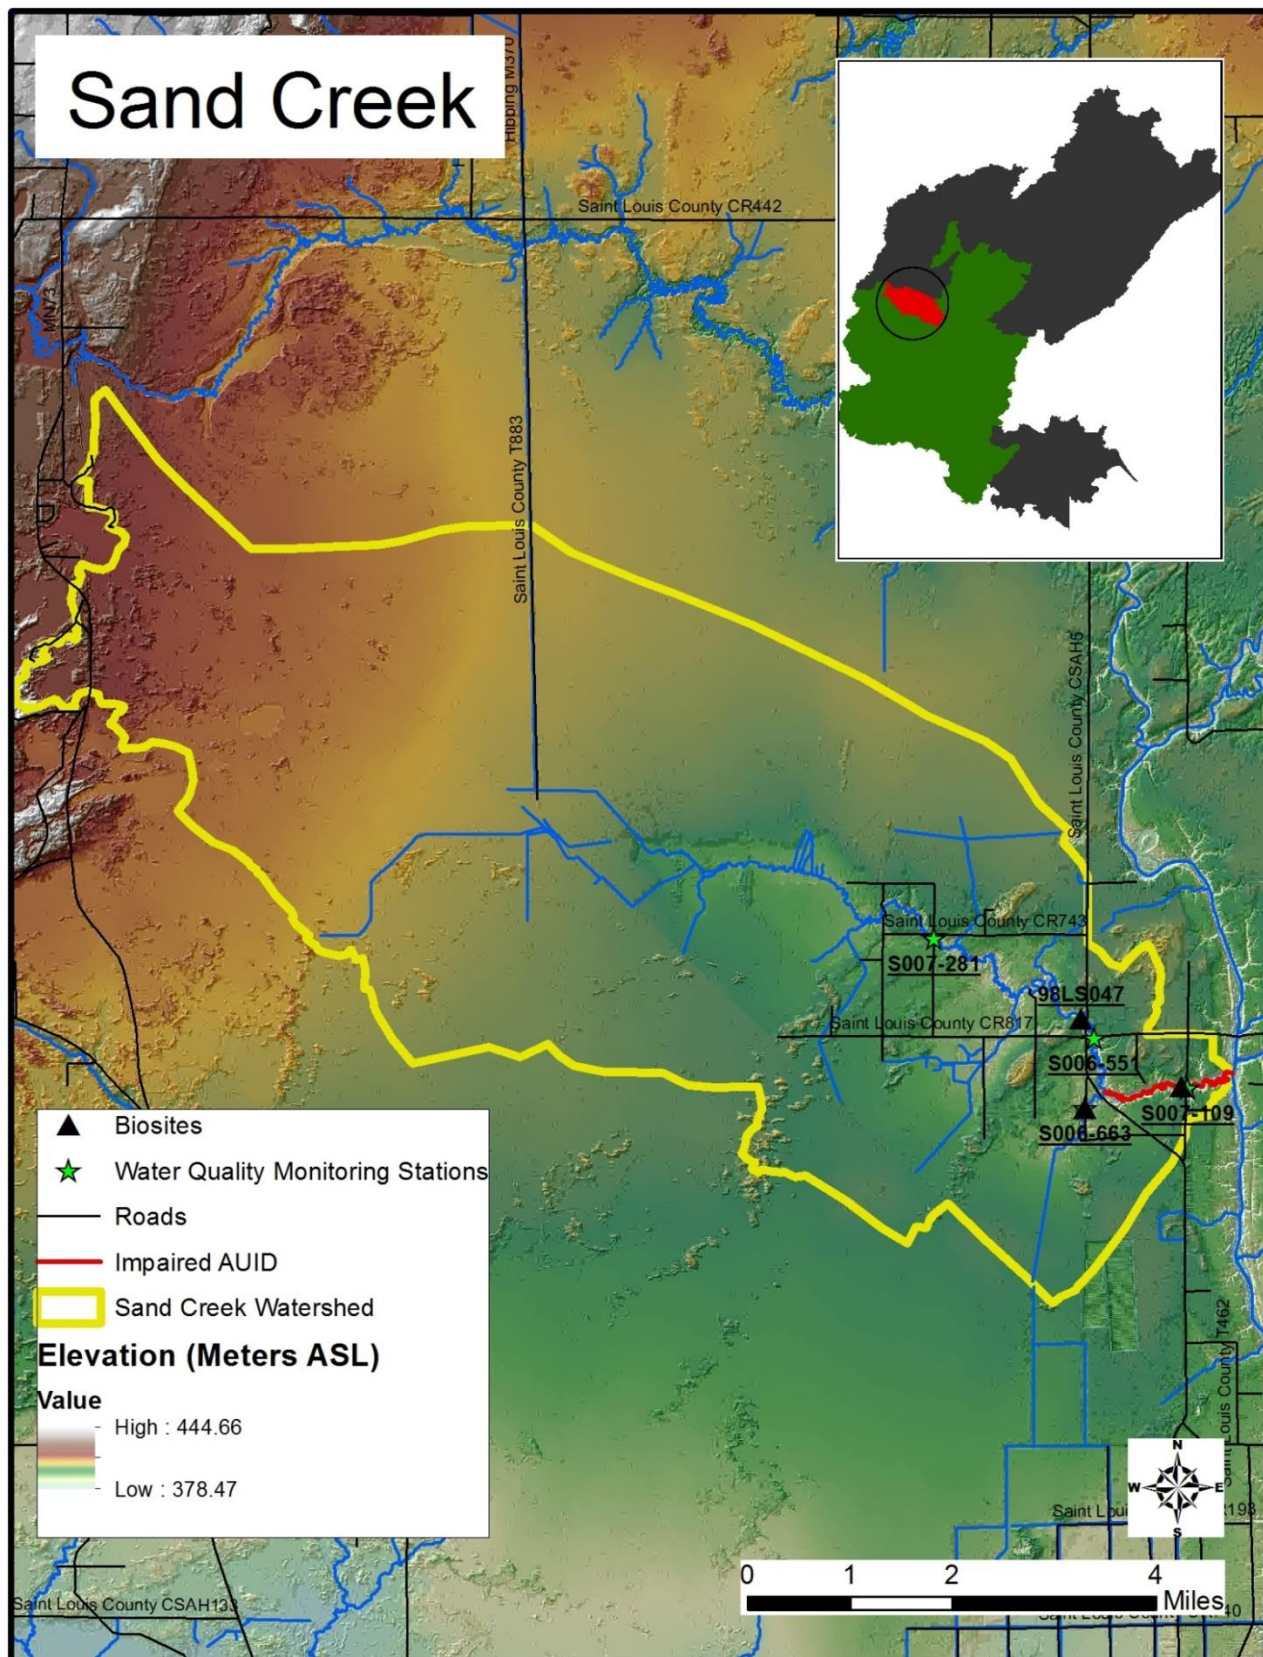 Sand Creek
Hibbing M370
Saint Louis County CR442
MN73
Saint Louis County T883
Saint Louis County CSAH5
Saint Louis County CR743
S007-281
98LS047
Saint Louis County CR817
S006-551
S007-109
S006-663
Biosites
Water Quality Monitoring Stations
Roads
Impaired AUID
Sand Creek Watershed
Elevation (Meters ASL)
Value
High : 444.66
Low : 378.47
Saint Louis County T462
N
W E
S
Saint Louis
R193
0 1 2 4
Miles
Saint Louis County CSAH133